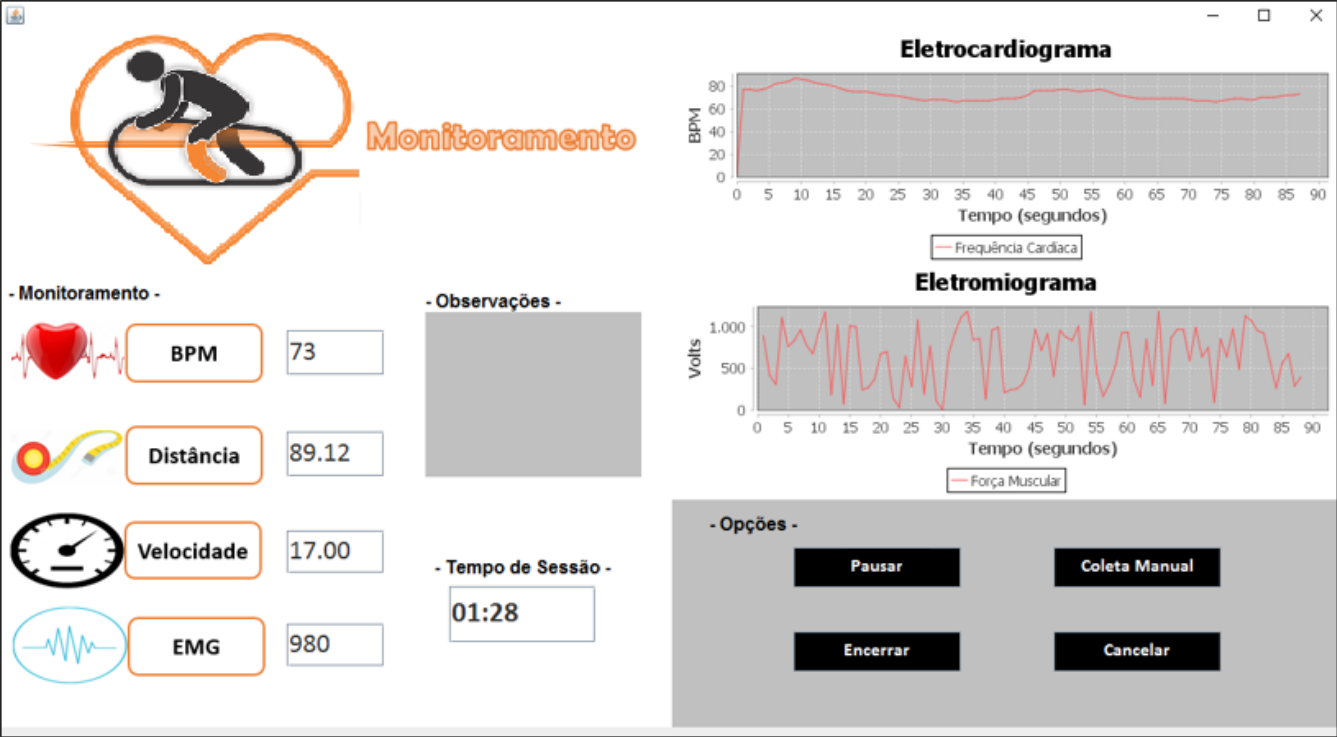 Monitoramento
- Monitoramento -
BPM
73
Distância
89.12
Velocidade
17.00
EMG
980
- Observações -
- Tempo de Sessão -
01:28
Eletrocardiograma
BPM
80
60
40
20
0
0 5 10 15 20 25 30 35 40 45 50 55 60 65 70 75 80 85 90
Tempo (segundos)
Frequência Cardíaca
Eletromiograma
Volts
1.000
500
0
0 5 10 15 20 25 30 35 40 45 50 55 60 65 70 75 80 85 90
Tempo (segundos)
Força Muscular
- Opções -
Pausar
Coleta Manual
Encerrar
Cancelar